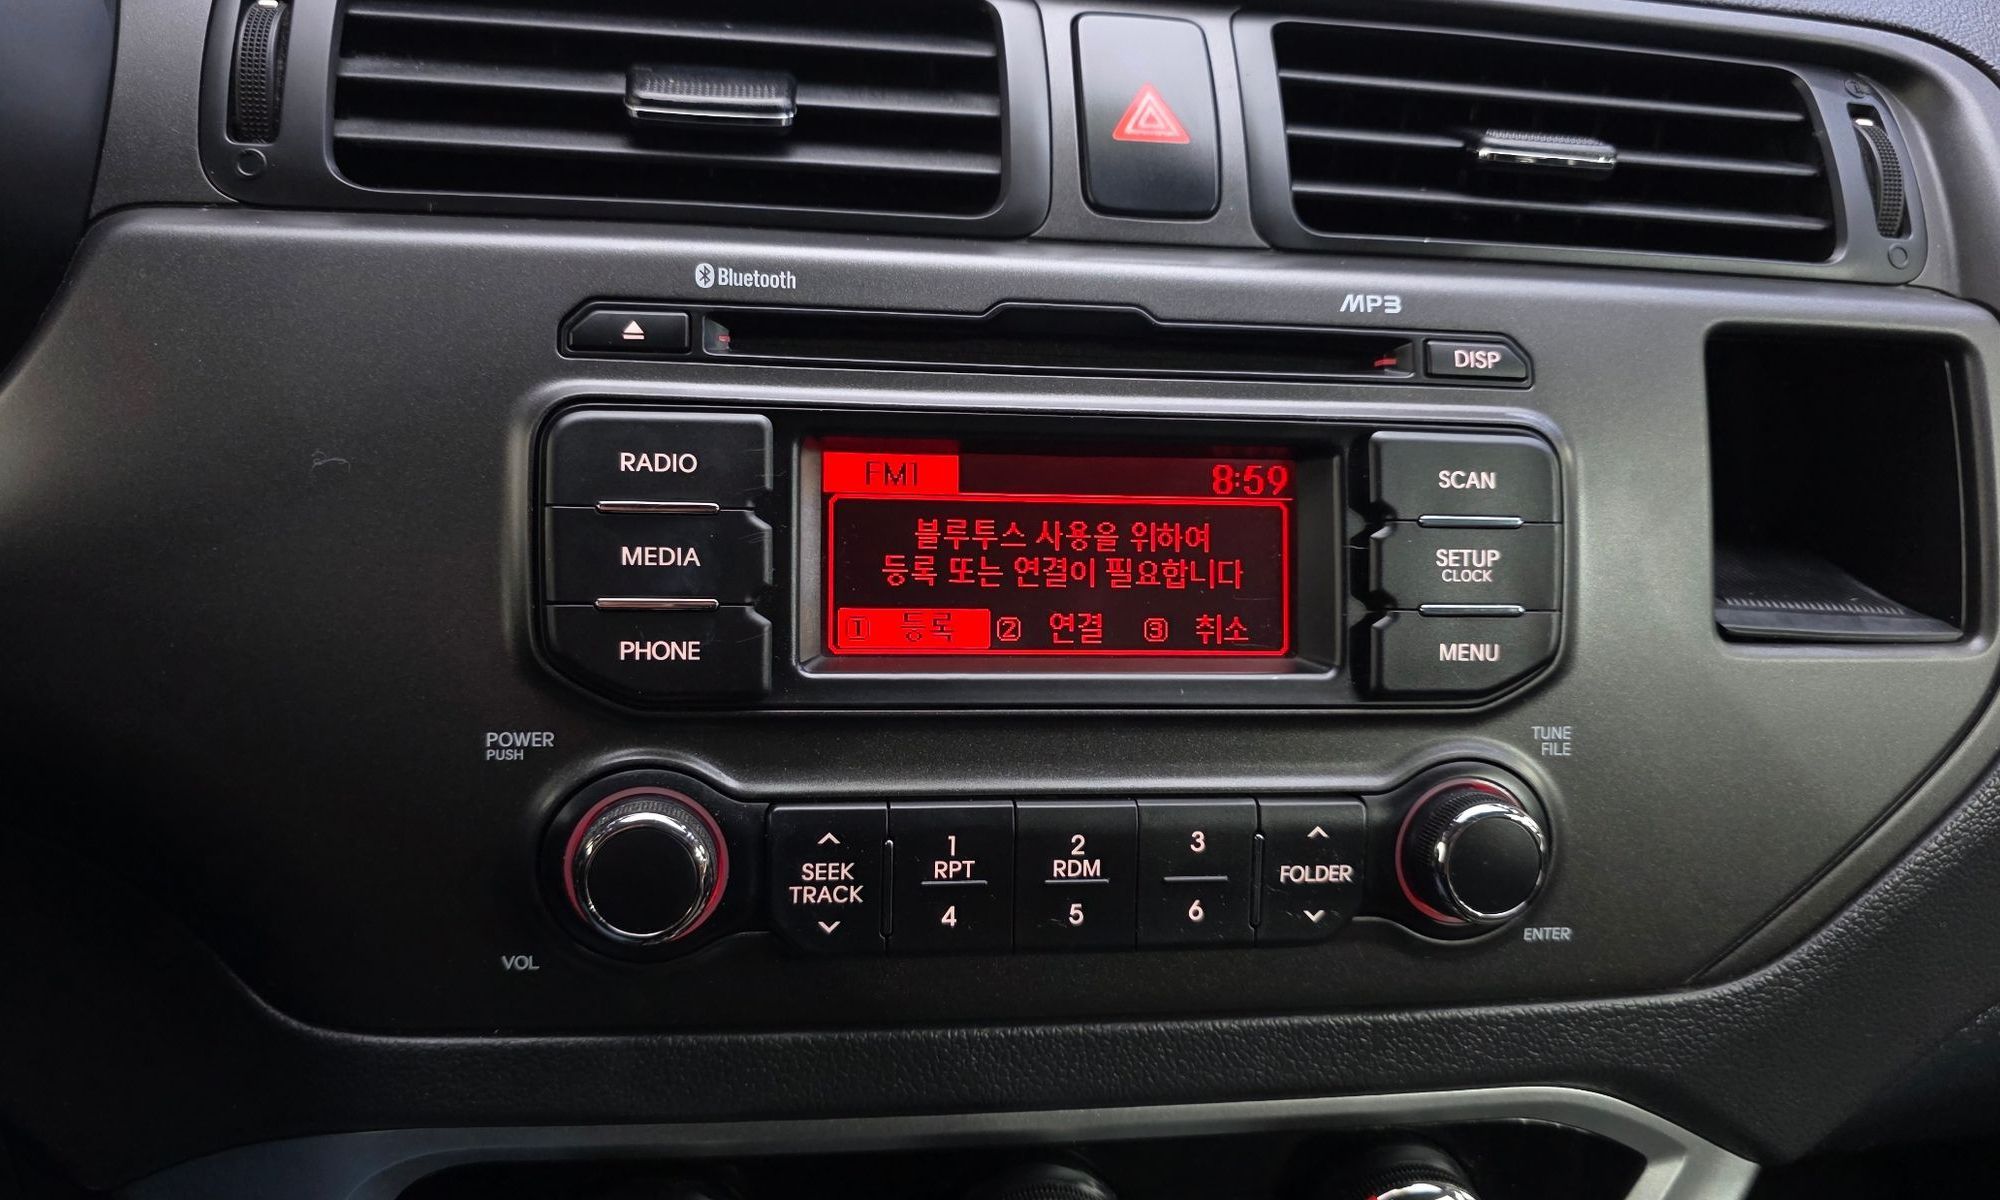 Bluetooth
MP3
DISP
RADIO
MEDIA
PHONE
FM1 8:59
블루투스 사용을 위하여
등록 또는 연결이 필요합니다
1 등록 2 연결 3 취소
SCAN
SETUP
CLOCK
MENU
POWER
PUSH
VOL
SEEK
TRACK
1
RPT
4
2
RDM
5
3
6
FOLDER
TUNE
FILE
ENTER